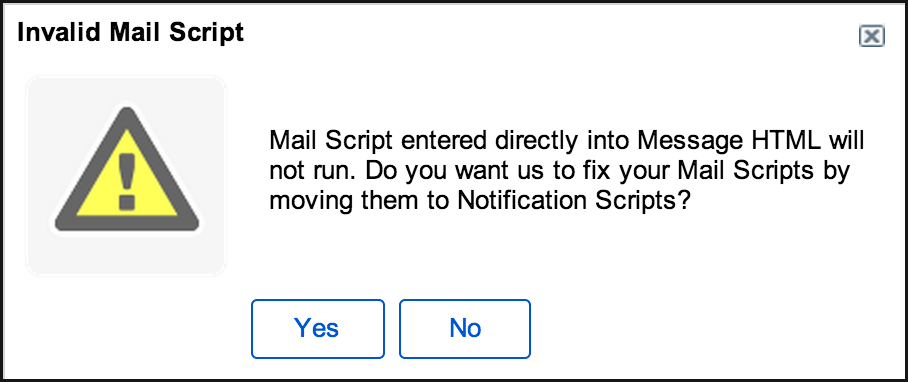 Invalid Mail Script
Mail Script entered directly into Message HTML will
not run. Do you want us to fix your Mail Scripts by
moving them to Notification Scripts?
Yes No